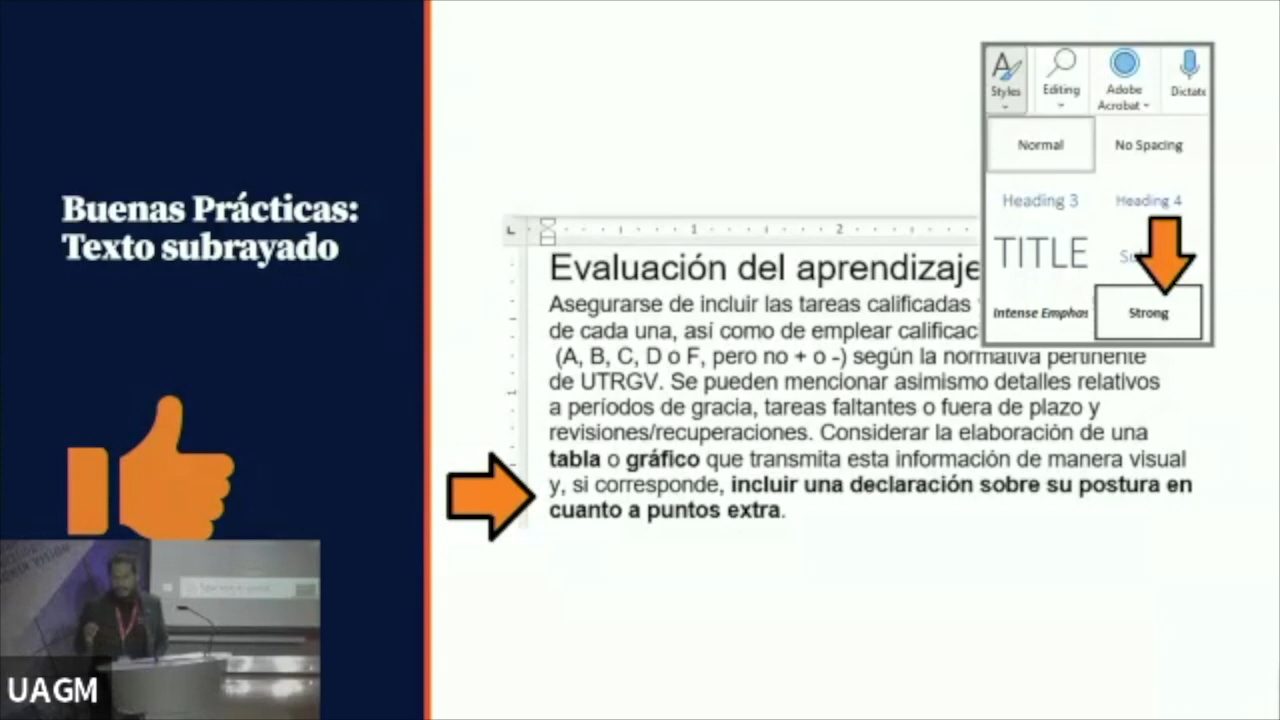 Buenas Prácticas:
Texto subrayado
Styles
Editing
Adobe
Acrobat
Dictate
Normal
No Spacing
Heading 3
Heading 4
TITLE
Intense Emphas
Strong
1
2
Evaluación del aprendizaje
Asegurarse de incluir las tareas calificadas
de cada una, así como de emplear calificac
(A, B, C, D o F, pero no + o -) según la normativa pertinente
de UTRGV. Se pueden mencionar asimismo detalles relativos
a períodos de gracia, tareas faltantes o fuera de plazo y
revisiones/recuperaciones. Considerar la elaboración de una
tabla o gráfico que transmita esta información de manera visual
y, si corresponde, incluir una declaración sobre su postura en
cuanto a puntos extra.
UAGM